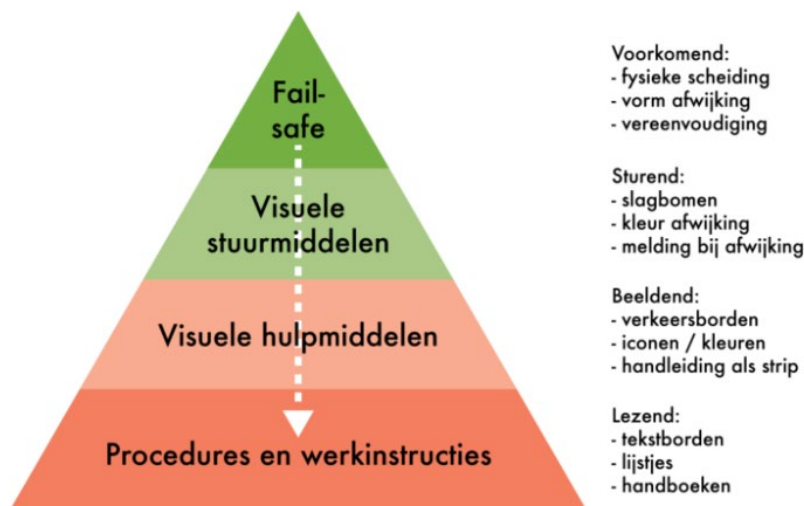 Fail-
safe
Visuele
stuurmiddelen
Visuele hulpmiddelen
Procedures en werkinstructies
Voorkomend:
- fysieke scheiding
- vorm afwijking
- vereenvoudiging
Sturend:
- slagbomen
- kleur afwijking
- melding bij afwijking
Beeldend:
- verkeersborden
- iconen / kleuren
- handleiding als strip
Lezend:
- tekstborden
- lijstjes
- handboeken